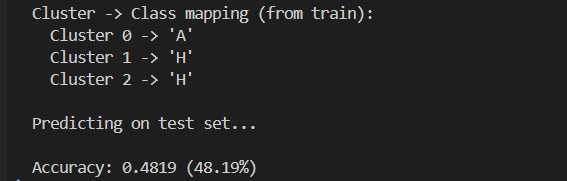 Cluster -> Class mapping (from train):
Cluster 0 -> 'A'
Cluster 1 -> 'H'
Cluster 2 -> 'H'
Predicting on test set...
Accuracy: 0.4819 (48.19%)